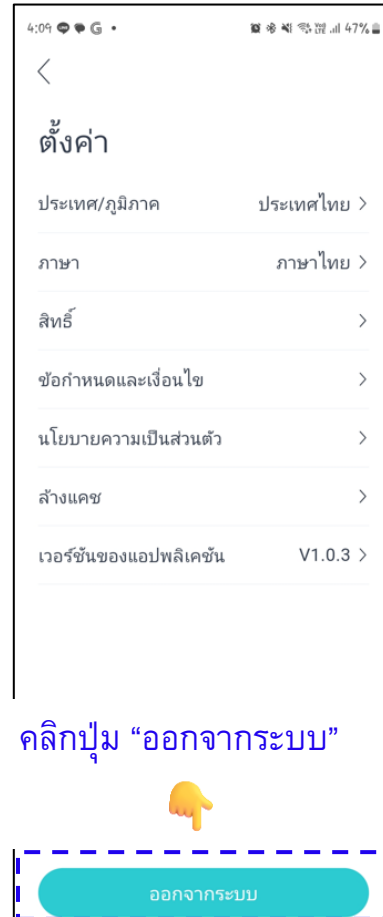 4:09 G 47%
ตั้งค่า
ประเทศ/ภูมิภาค ประเทศไทย
ภาษา ภาษาไทย
สิทธิ์
ข้อกำหนดและเงื่อนไข
นโยบายความเป็นส่วนตัว
ล้างแคช
เวอร์ชันของแอปพลิเคชัน V1.0.3
คลิกปุ่ม “ออกจากระบบ”
ออกจากระบบ